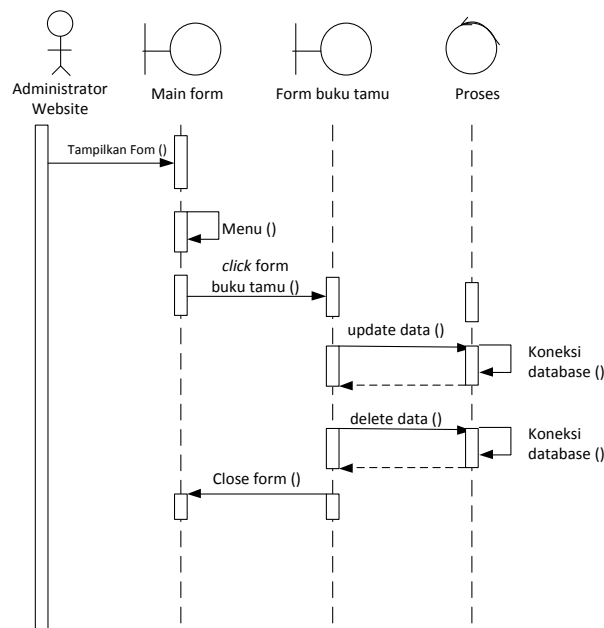 Administrator
Website
Main form
Form buku tamu
Proses
Tampilkan Fom ()
Menu ()
click form
buku tamu ()
update data ()
Koneksi
database ()
delete data ()
Koneksi
database ()
Close form ()